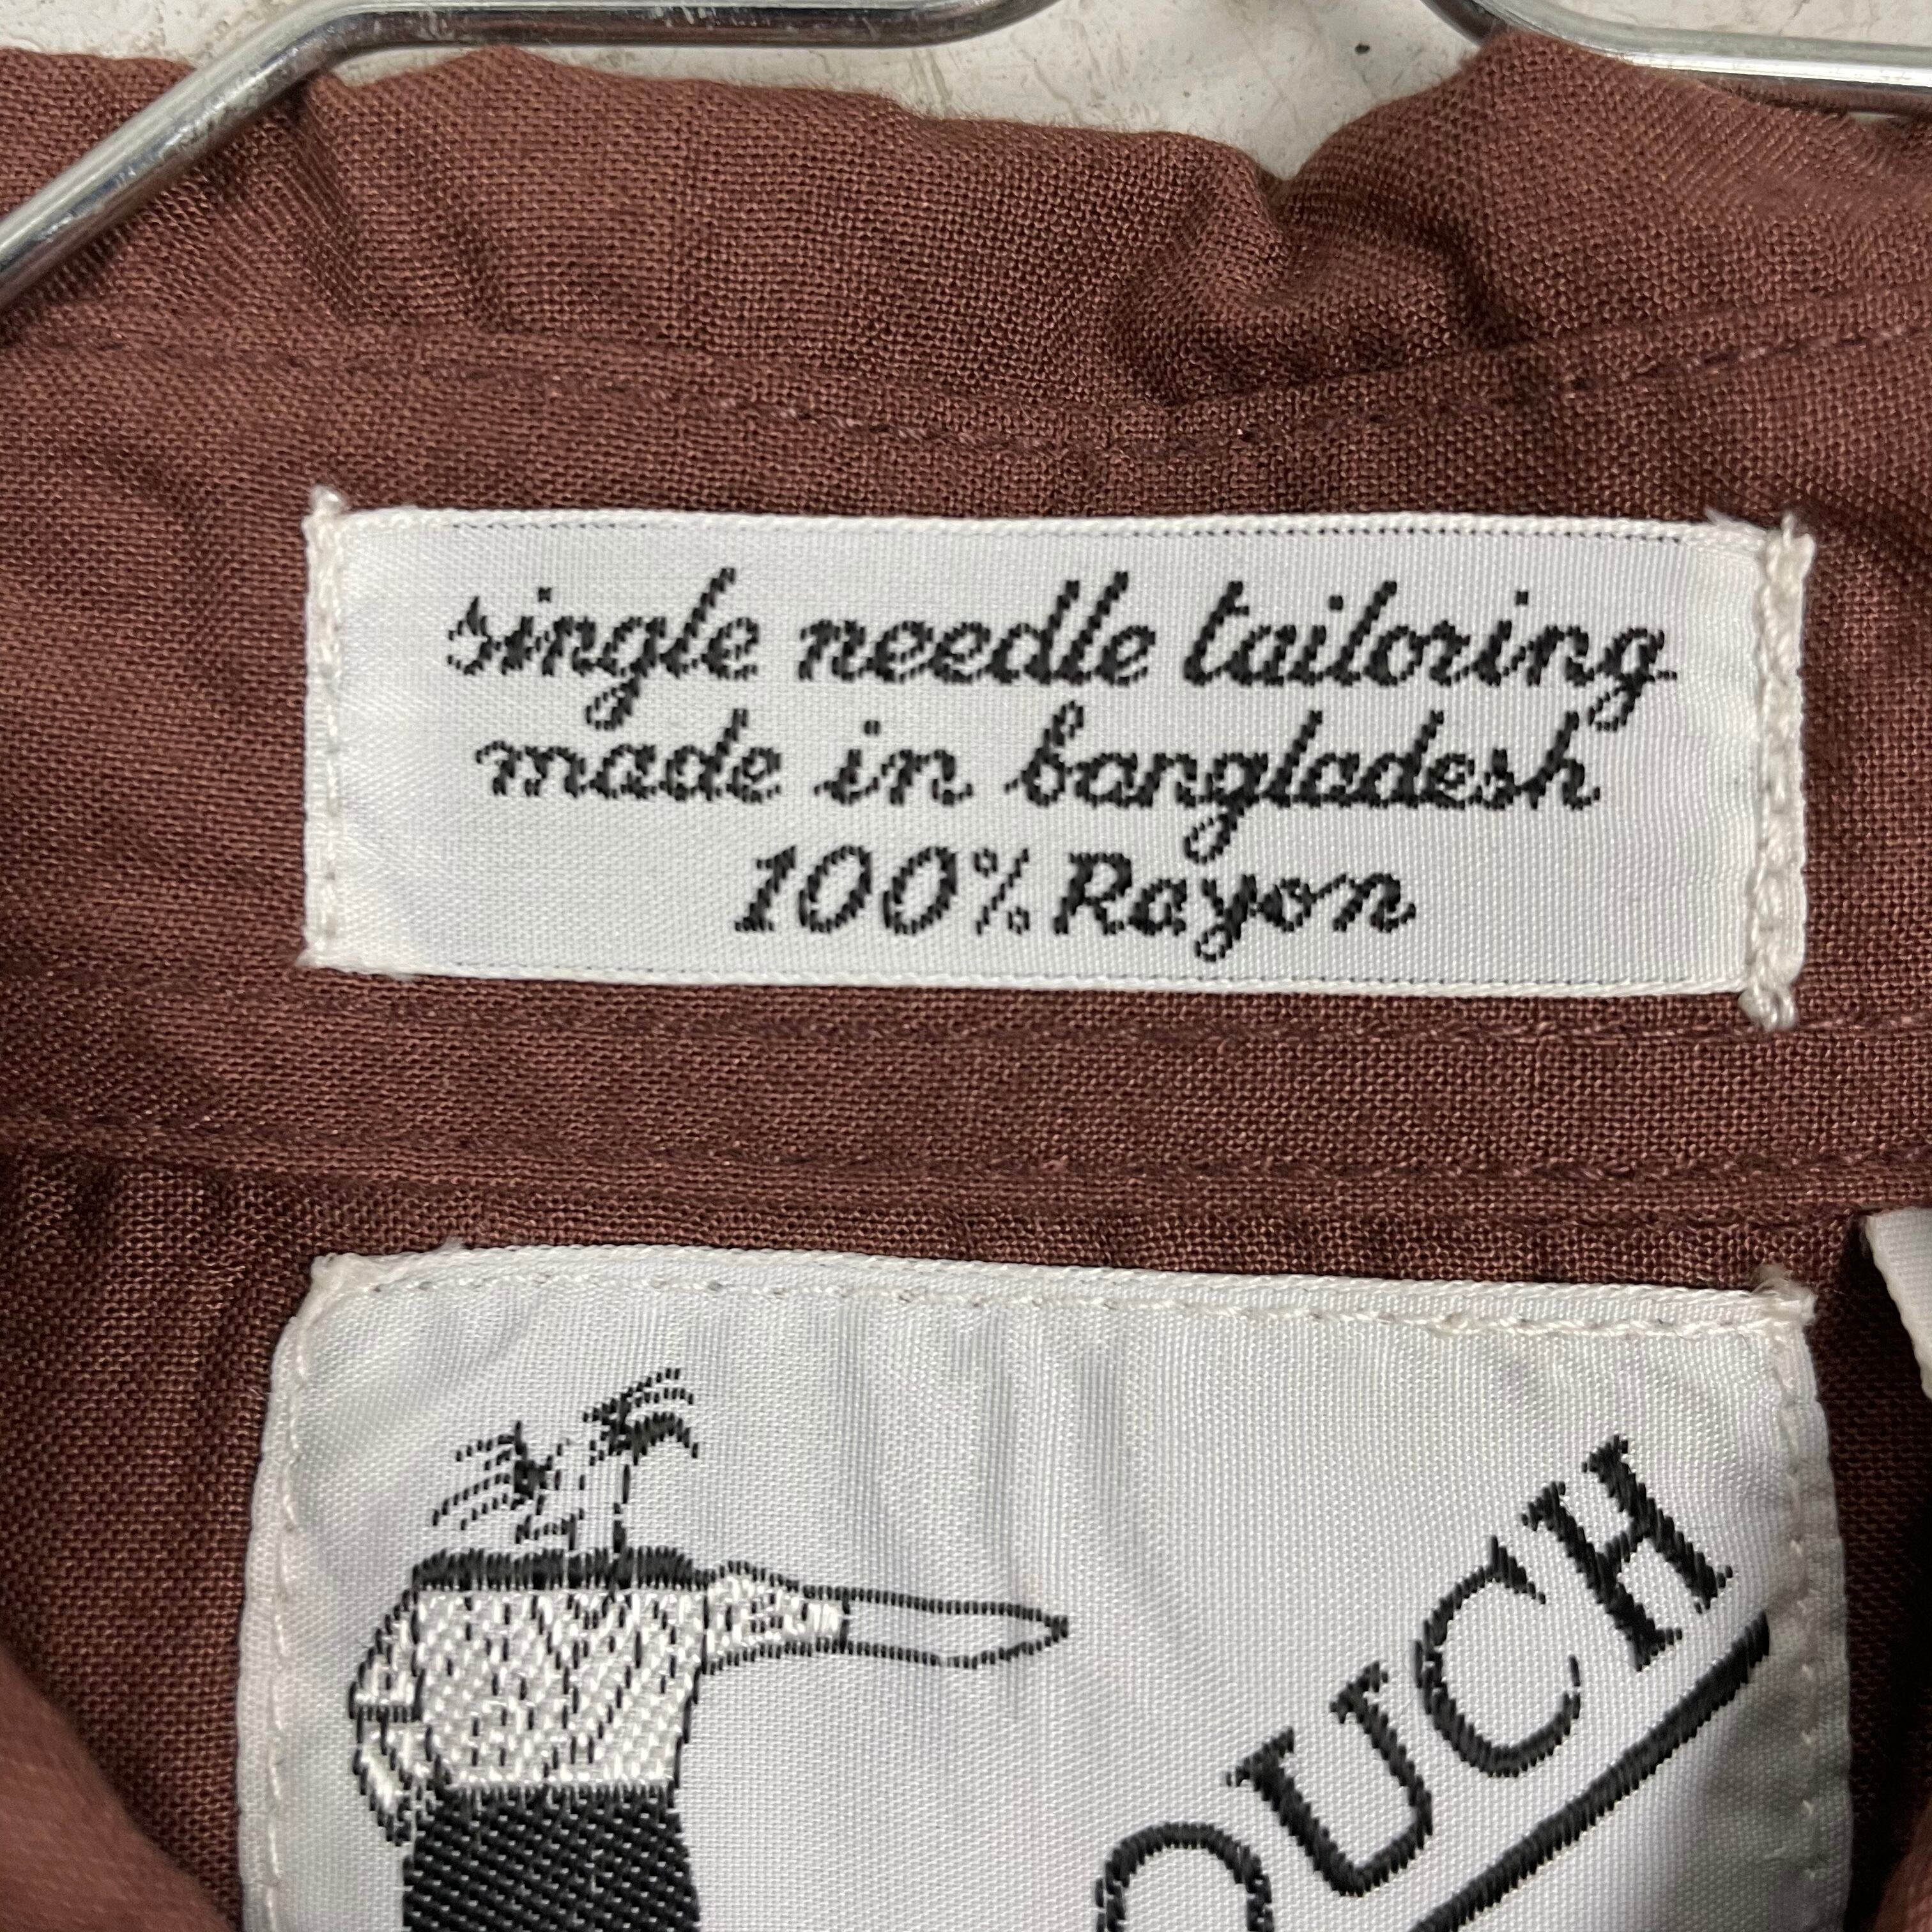 single needle tailoring
made in bangladesh
100% Rayon
OUCH